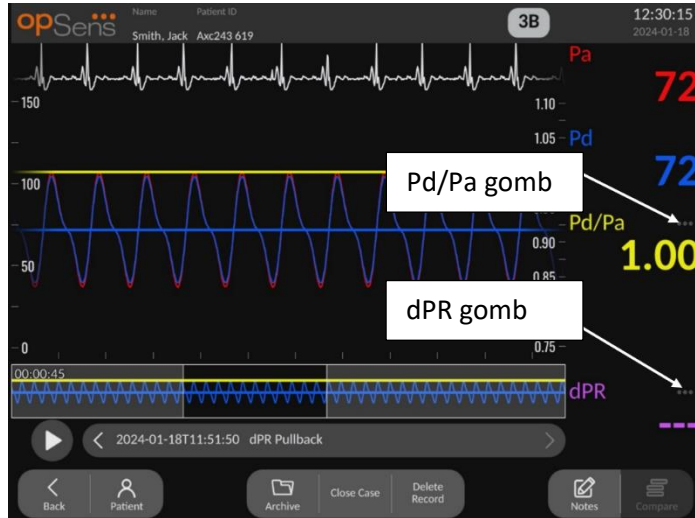 opSens
Name
Patient ID
Smith, Jack
Axc243 619
3B
12:30:15
2024-01-18
Pa
72
150
1.10
1.05
Pd
72
Pd/Pa gomb
100
Pd/Pa
0.90
1.00
50
0.85
dPR gomb
0
0.75
00:00:45
dPR
---
2024-01-18T11:51:50 dPR Pullback
Back
Patient
Archive
Close Case
Delete
Record
Notes
Compare